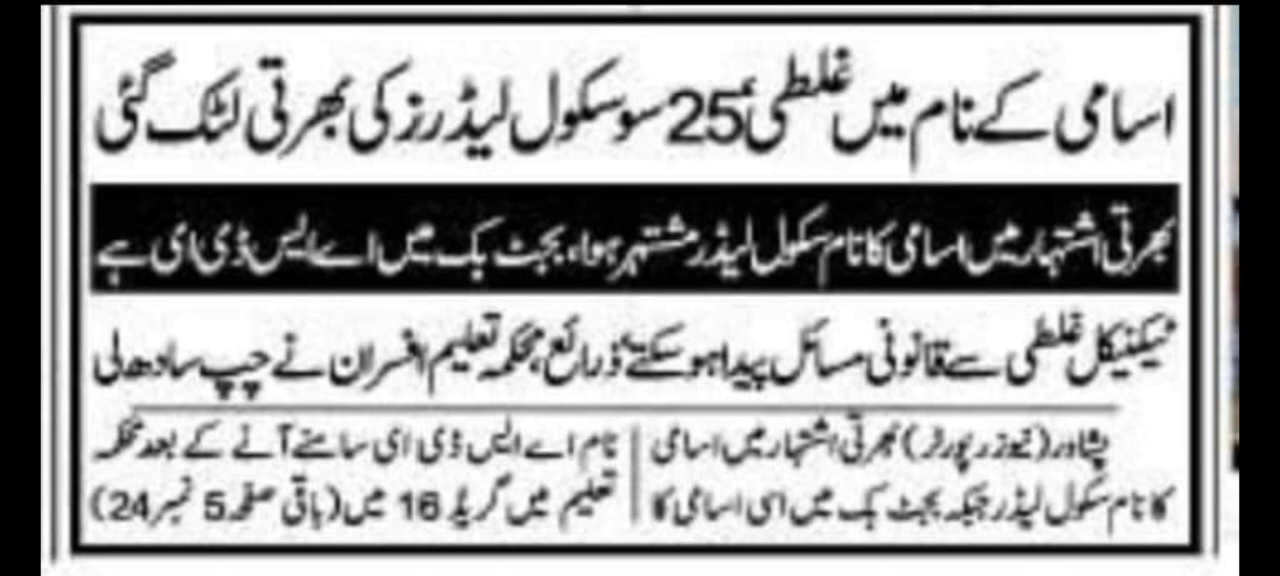 اسامی کے نام میں غلطی، 25 سو سکول لیڈرز کی بھرتی لٹک گئی
بھرتی اشتہار میں اسامی کا نام سکول لیڈر مشتہر ہوا، بجٹ بک میں اے ایس ڈی ای ہے
ٹیکنیکل غلطی سے قانونی مسائل پیدا ہو سکتے، ذرائع، محکمہ تعلیم افسران نے چپ سادھ لی
پشاور (نیوز رپورٹر) بھرتی اشتہار میں اسامی
کا نام سکول لیڈر جبکہ بجٹ بک میں اسی اسامی کا
نام اے ایس ڈی ای سامنے آنے کے بعد محکمہ
تعلیم میں گریڈ 16 میں (باقی صفحہ 5 نمبر 24)